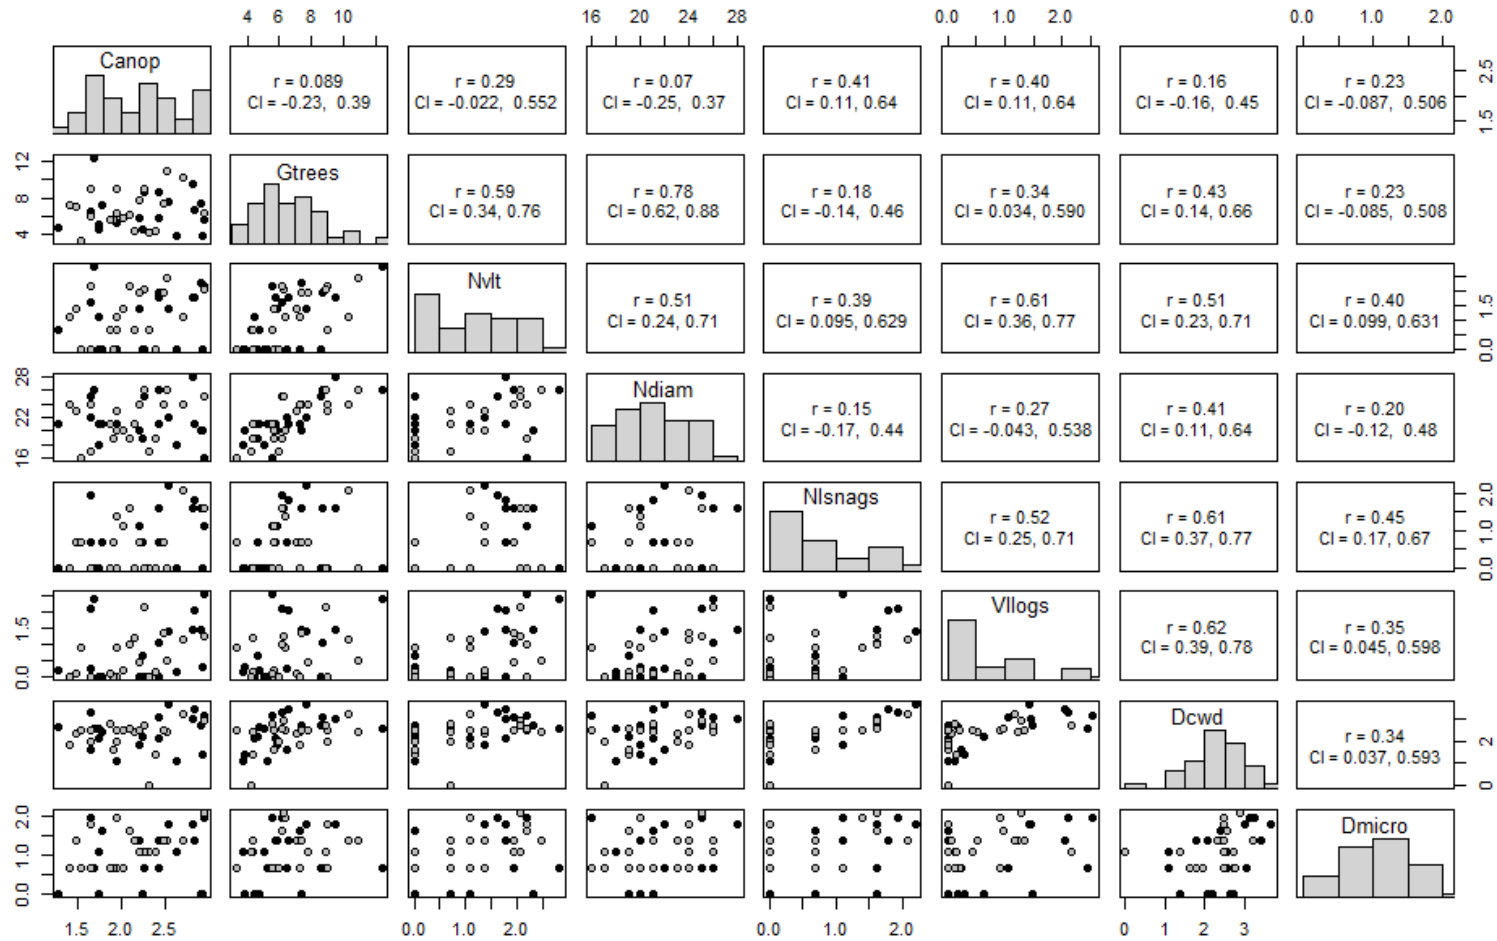 4 6 8 10
16 20 24 28
0.0 1.0 2.0
0.0 1.0 2.0
Canop
r = 0.089
CI = -0.23, 0.39
r = 0.29
CI = -0.022, 0.552
r = 0.07
CI = -0.25, 0.37
r = 0.41
CI = 0.11, 0.64
r = 0.40
CI = 0.11, 0.64
r = 0.16
CI = -0.16, 0.45
r = 0.23
CI = -0.087, 0.506
1.5 2.5
4 8 12
Gtrees
r = 0.59
CI = 0.34, 0.76
r = 0.78
CI = 0.62, 0.88
r = 0.18
CI = -0.14, 0.46
r = 0.34
CI = 0.034, 0.590
r = 0.43
CI = 0.14, 0.66
r = 0.23
CI = -0.085, 0.508
Nvlt
r = 0.51
CI = 0.24, 0.71
r = 0.39
CI = 0.095, 0.629
r = 0.61
CI = 0.36, 0.77
r = 0.51
CI = 0.23, 0.71
r = 0.40
CI = 0.099, 0.631
0.0 1.5
16 22 28
Ndiam
r = 0.15
CI = -0.17, 0.44
r = 0.27
CI = -0.043, 0.538
r = 0.41
CI = 0.11, 0.64
r = 0.20
CI = -0.12, 0.48
Nlsnags
r = 0.52
CI = 0.25, 0.71
r = 0.61
CI = 0.37, 0.77
r = 0.45
CI = 0.17, 0.67
0.0 1.0 2.0
0.0 1.5
Vllogs
r = 0.62
CI = 0.39, 0.78
r = 0.35
CI = 0.045, 0.598
Dcwd
r = 0.34
CI = 0.037, 0.593
0 2
0.0 1.0 2.0
Dmicro
1.5 2.0 2.5
0.0 1.0 2.0
0.0 1.0 2.0
0 1 2 3